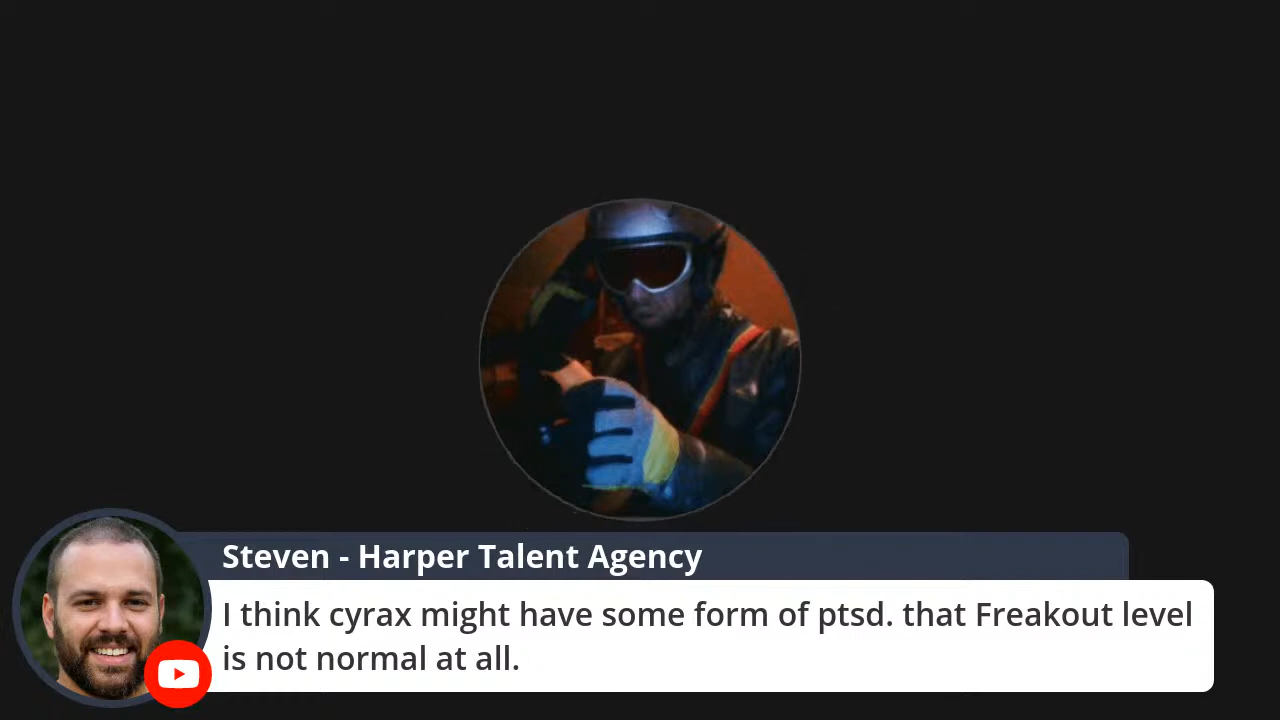 Steven - Harper Talent Agency
I think cyrax might have some form of ptsd. that Freakout level
is not normal at all.